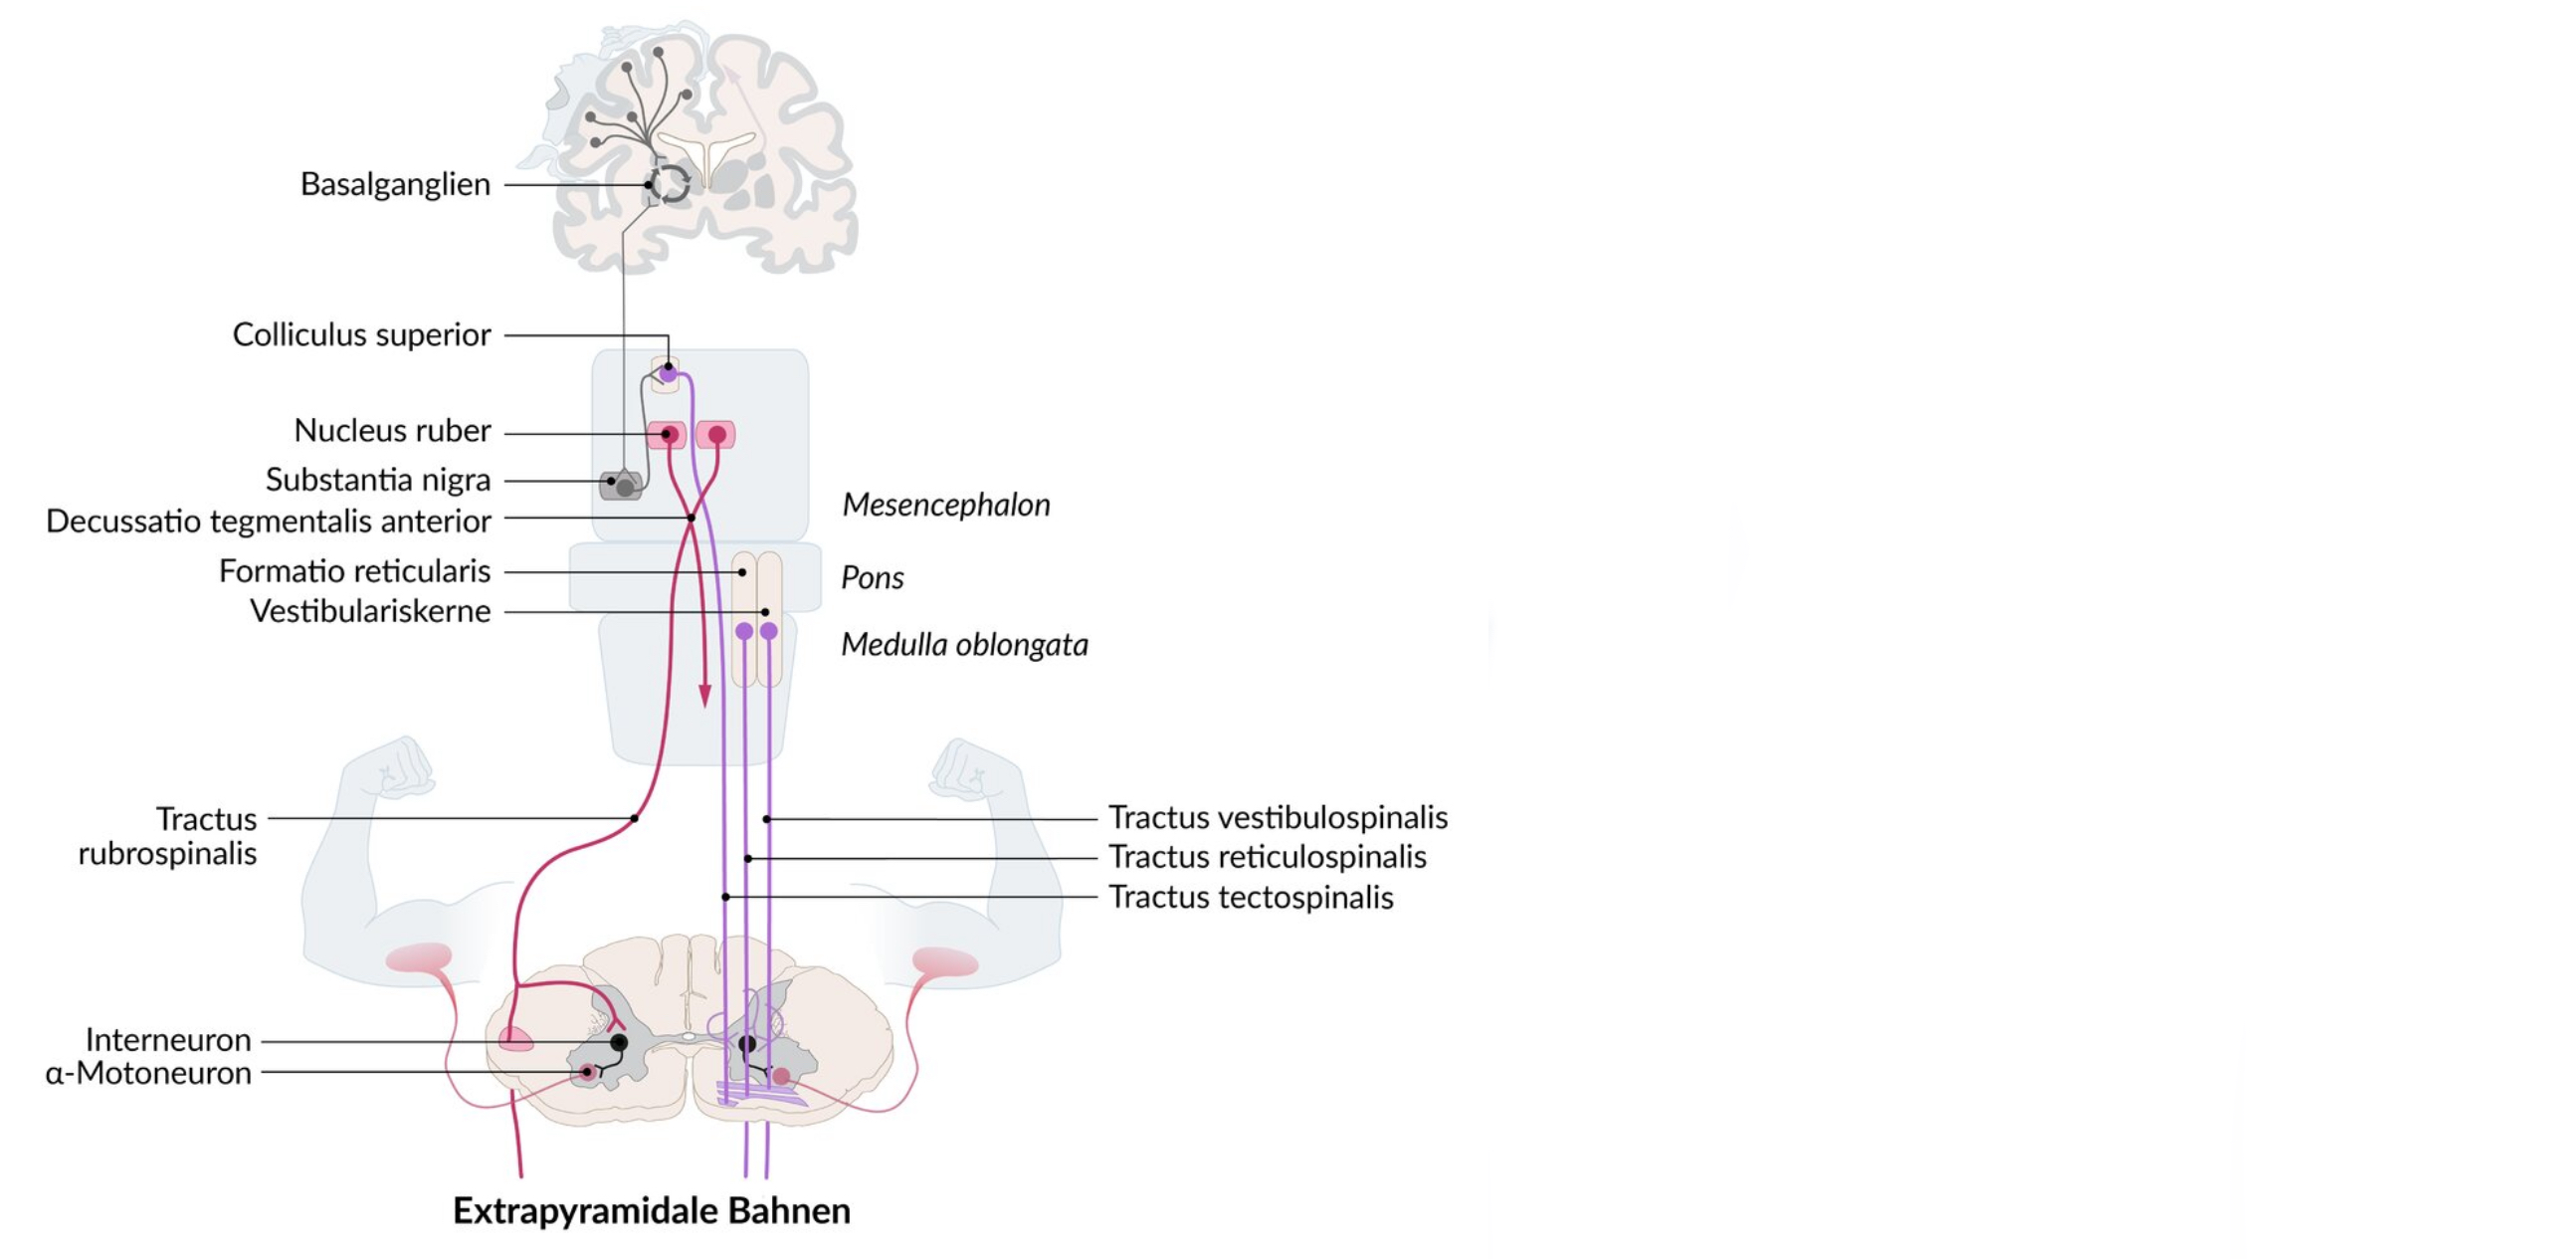 Basalganglien
Colliculus superior
Nucleus ruber
Substantia nigra
Decussatio tegmentalis anterior
Mesencephalon
Formatio reticularis
Pons
Vestibulariskerne
Medulla oblongata
Tractus
rubrospinalis
Tractus vestibulospinalis
Tractus reticulospinalis
Tractus tectospinalis
Interneuron
α-Motoneuron
Extrapyramidale Bahnen